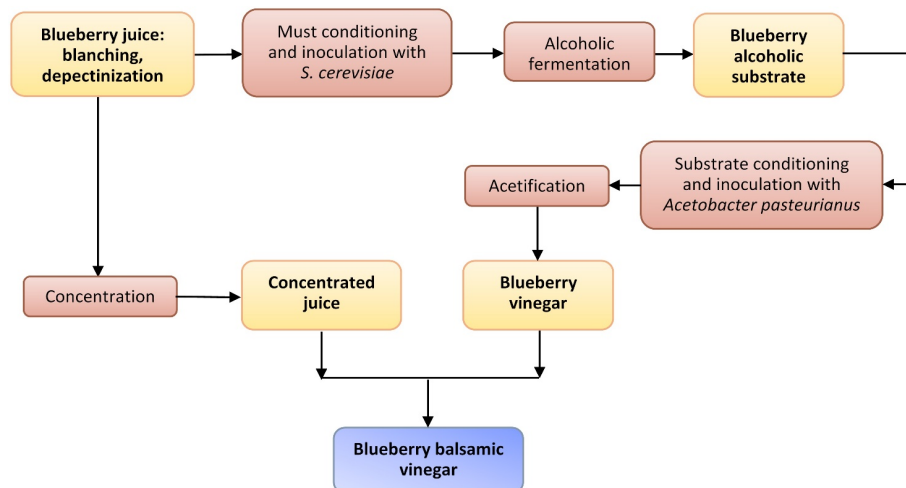 Blueberry juice:
blanching,
depectinization
Must conditioning
and inoculation with
S. cerevisiae
Alcoholic
fermentation
Blueberry
alcoholic
substrate
Substrate conditioning
and inoculation with
Acetobacter pasteurianus
Acetification
Concentration
Concentrated
juice
Blueberry
vinegar
Blueberry balsamic
vinegar